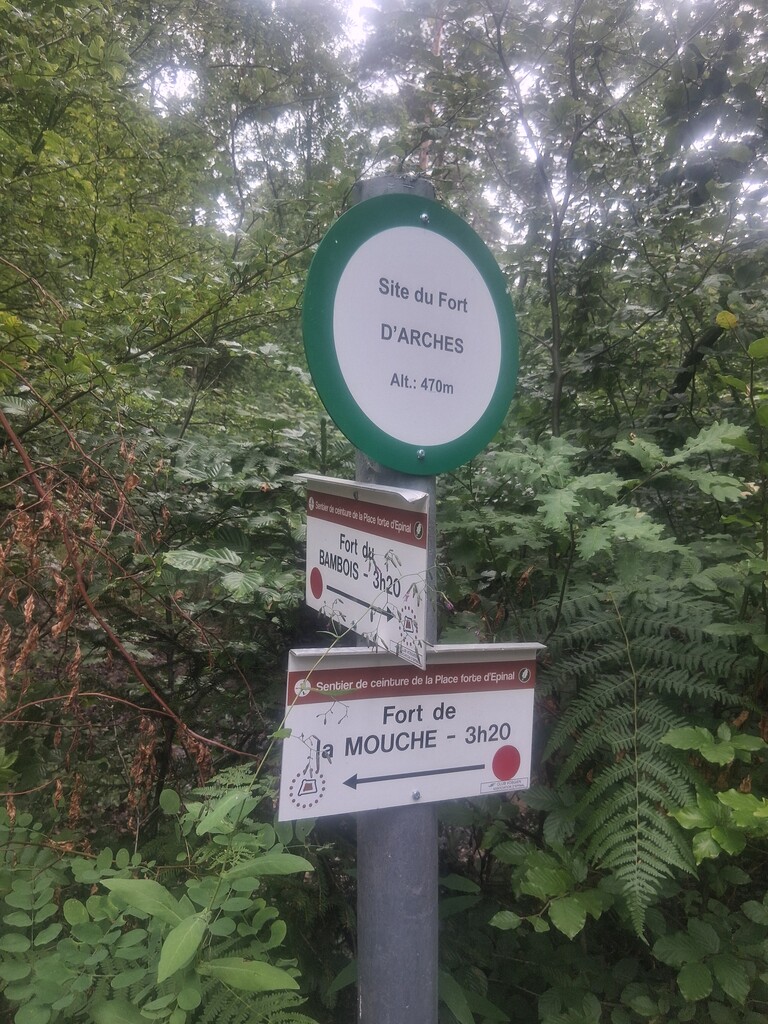 Site du Fort
D'ARCHES
Alt.: 470m
Sentier de ceinture de la Place forte d'Epinal
Fort du
BAMBOIS - 3h20
Sentier de ceinture de la Place forte d'Epinal
Fort de
la MOUCHE - 3h20